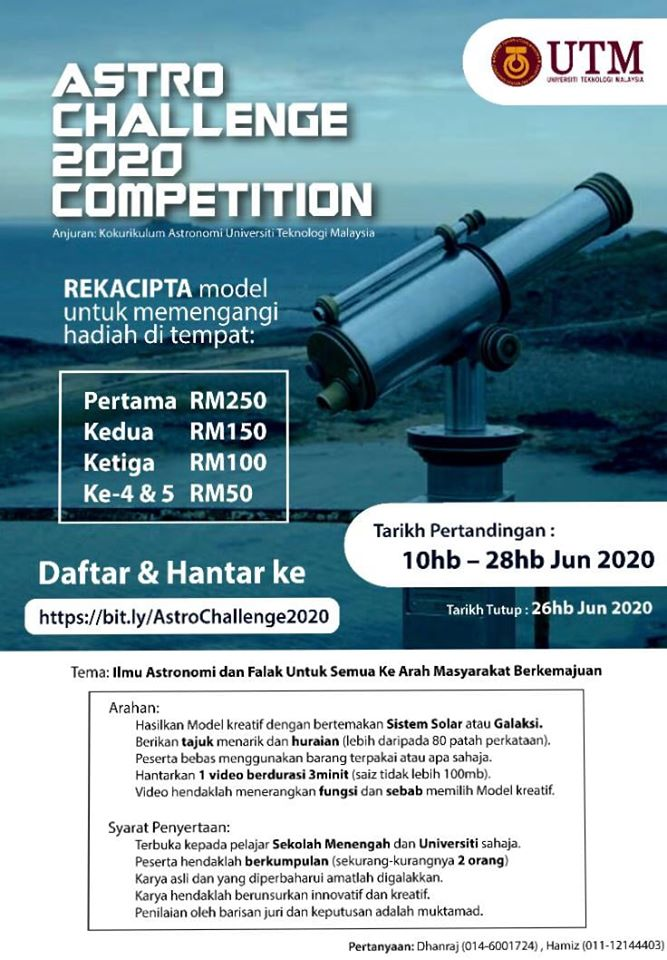 UTM
UNIVERSITI TEKNOLOGI MALAYSIA
ASTRO
CHALLENGE
2020
COMPETITION
Anjuran: Kokurikulum Astronomi Universiti Teknologi Malaysia
REKACIPTA model
untuk memengangi
hadiah di tempat:
Pertama RM250
Kedua RM150
Ketiga RM100
Ke-4 & 5 RM50
Tarikh Pertandingan :
10hb – 28hb Jun 2020
Daftar & Hantar ke
https://bit.ly/AstroChallenge2020
Tarikh Tutup : 26hb Jun 2020
Tema: Ilmu Astronomi dan Falak Untuk Semua Ke Arah Masyarakat Berkemajuan
Arahan:
Hasilkan Model kreatif dengan bertemakan Sistem Solar atau Galaksi.
Berikan tajuk menarik dan huraian (lebih daripada 80 patah perkataan).
Peserta bebas menggunakan barang terpakai atau apa sahaja.
Hantarkan 1 video berdurasi 3minit (saiz tidak lebih 100mb).
Video hendaklah menerangkan fungsi dan sebab memilih Model kreatif.
Syarat Penyertaan:
Terbuka kepada pelajar Sekolah Menengah dan Universiti sahaja.
Peserta hendaklah berkumpulan (sekurang-kurangnya 2 orang)
Karya asli dan yang diperbaharui amatlah digalakkan.
Karya hendaklah berunsurkan innovatif dan kreatif.
Penilaian oleh barisan juri dan keputusan adalah muktamad.
Pertanyaan: Dhanraj (014-6001724) , Hamiz (011-12144403)